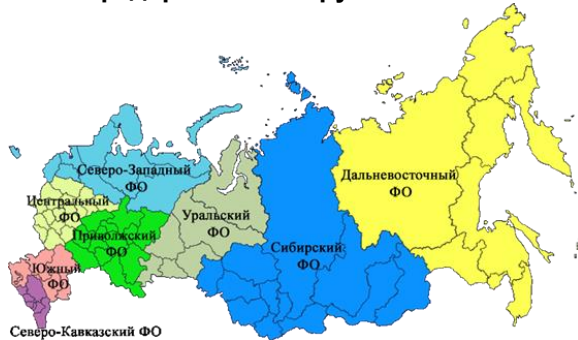 Северо-Западный
ФО
Центральный
ФО
Приволжский
ФО
Южный
ФО
Северо-Кавказский ФО
Уральский
ФО
Сибирский
ФО
Дальневосточный
ФО